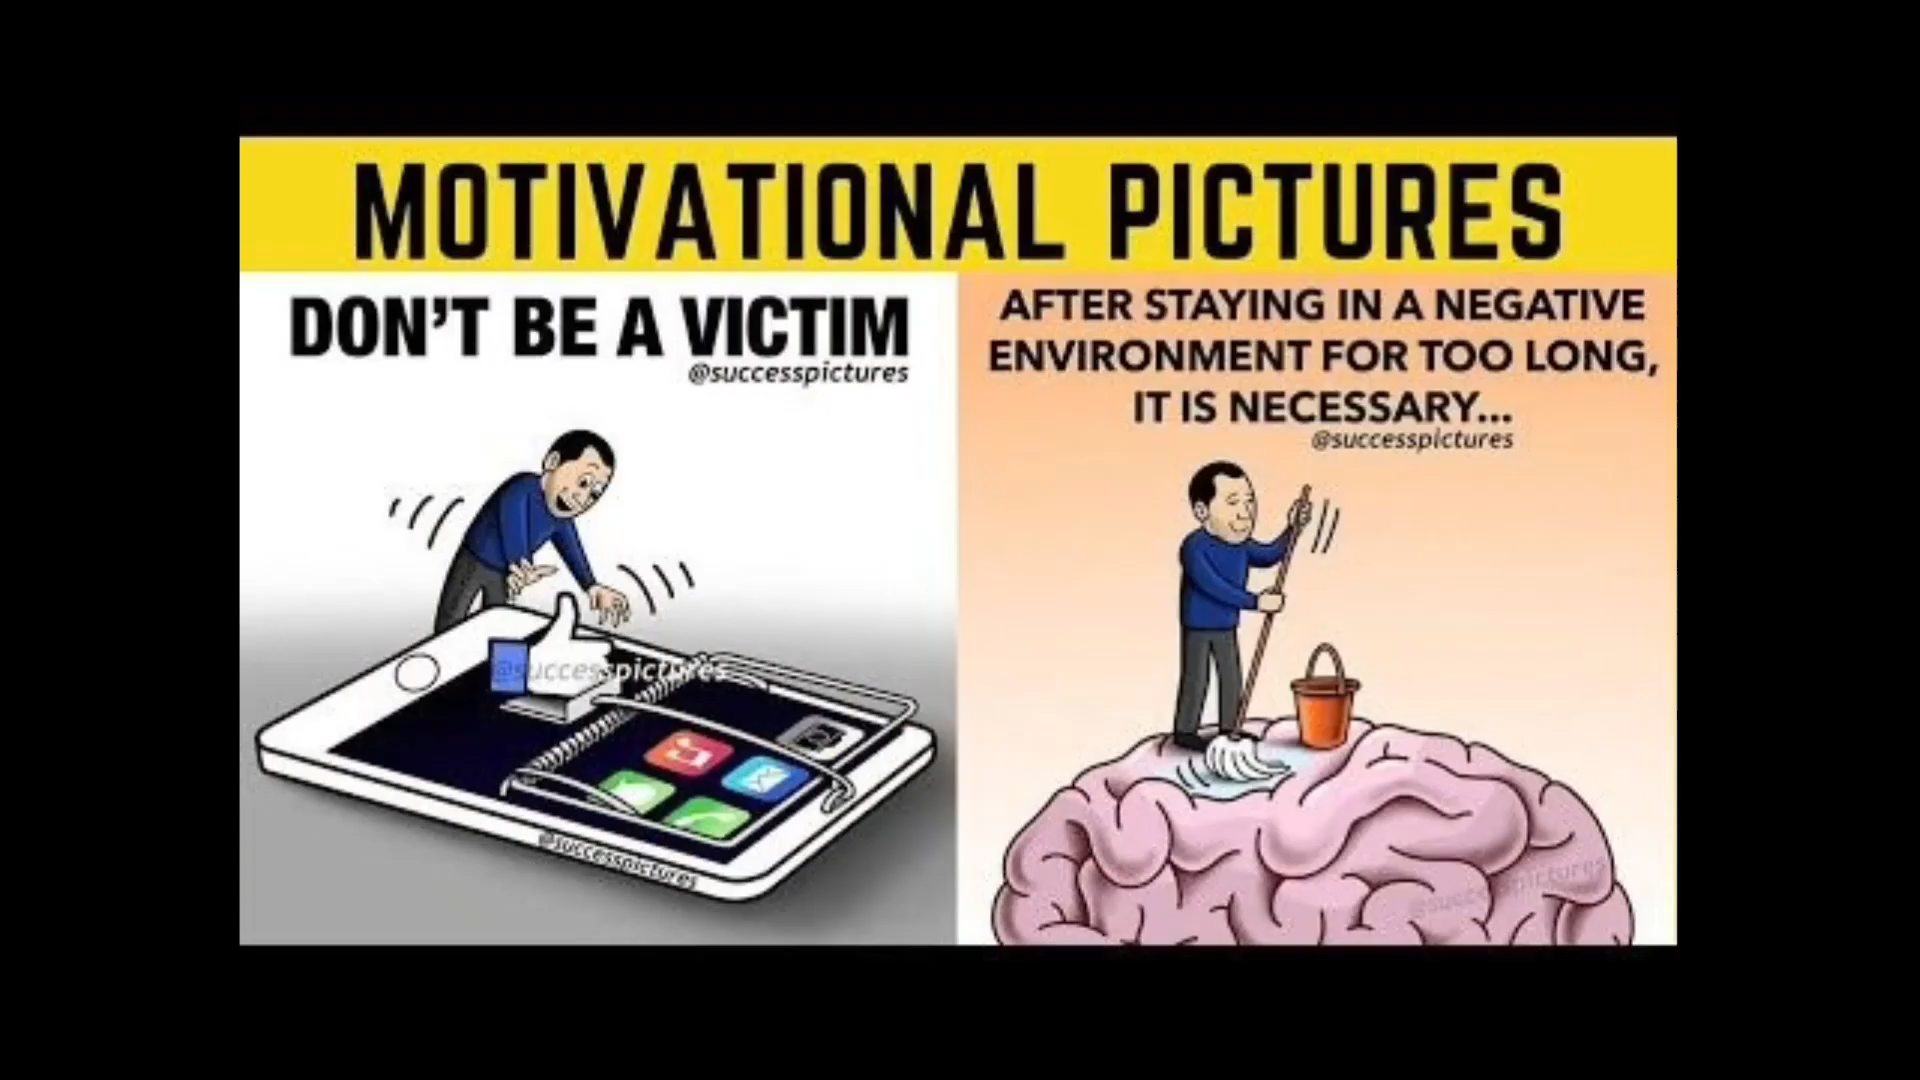 MOTIVATIONAL PICTURES
DON'T BE A VICTIM
@successpictures
@successpictures
@successpictures
AFTER STAYING IN A NEGATIVE
ENVIRONMENT FOR TOO LONG,
IT IS NECESSARY...
@successpictures
@successpictures